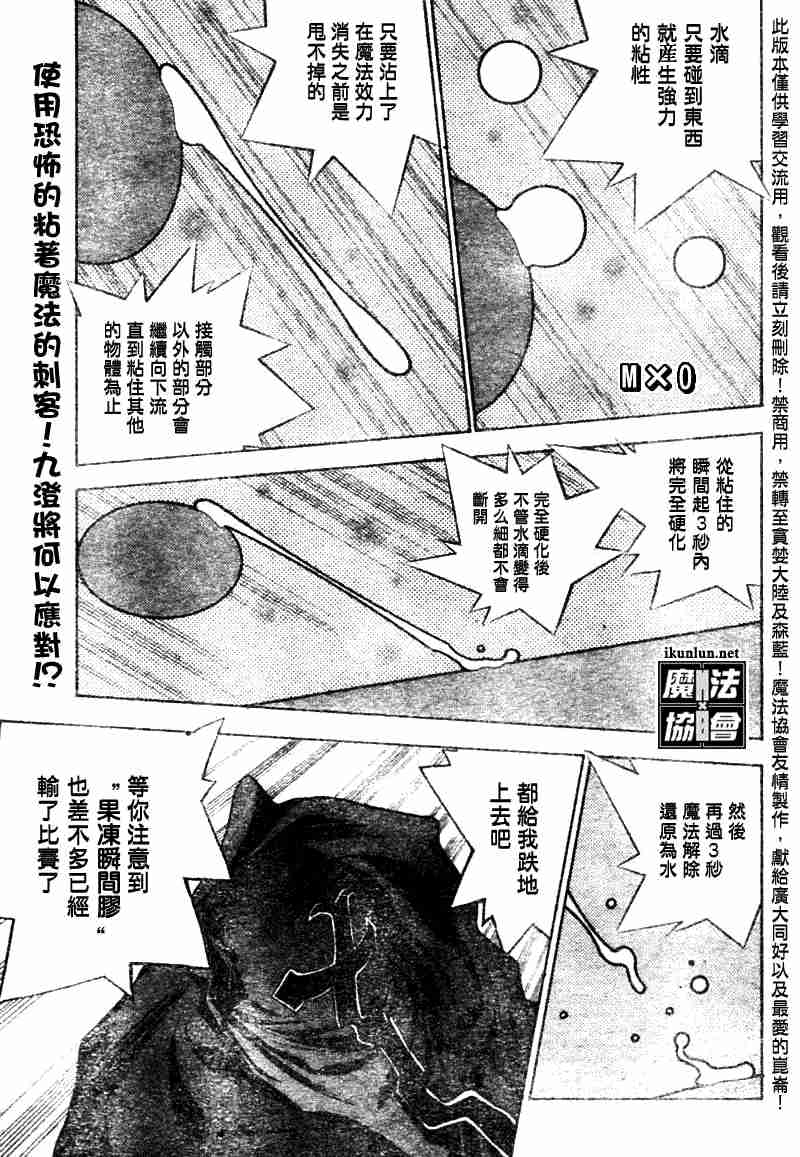 此版本僅供學習交流用，觀看後請立刻刪除！禁商用，禁轉至貪婪大陸及森藍！魔法協會友情製作，獻給廣大同好以及最愛的崑崙！
水滴
只要碰到東西
就產生強力
的粘性
只要沾上了
在魔法效力
消失之前是
甩不掉的
接觸部分
以外的部分會
繼續向下流
直到粘住其他
的物體為止
M×0
從粘住的
瞬間起3秒內
將完全硬化
完全硬化後
不管水滴變得
多么細都不會
斷開
ikunlun.net
魔法
M×0
協會
然後
再過3秒
魔法解除
還原為水
都給我跌地
上去吧
等你注意到
"果凍瞬間膠"
也差不多已經
輸了比賽了
使用恐怖的粘著魔法的刺客！九澄將何以應對!?